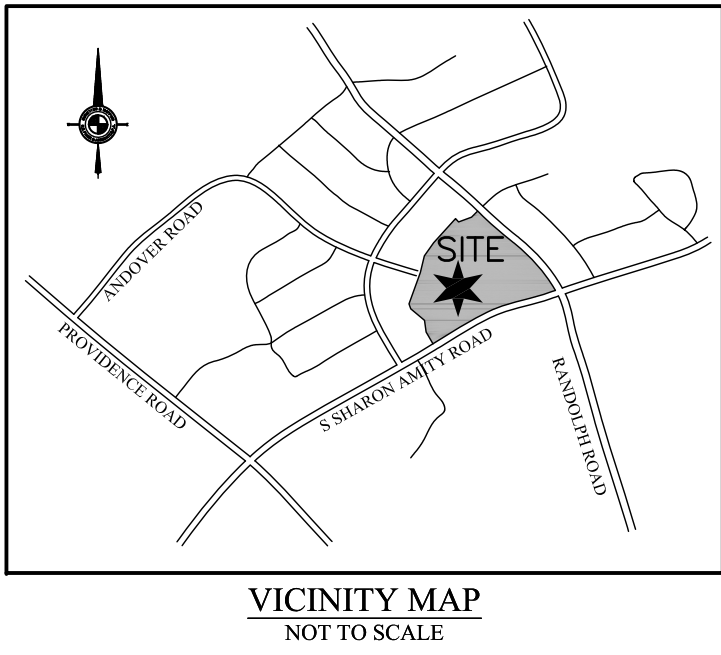 SITE
ANDOVER ROAD
PROVIDENCE ROAD
S SHARON AMITY ROAD
RANDOLPH ROAD
VICINITY MAP
NOT TO SCALE